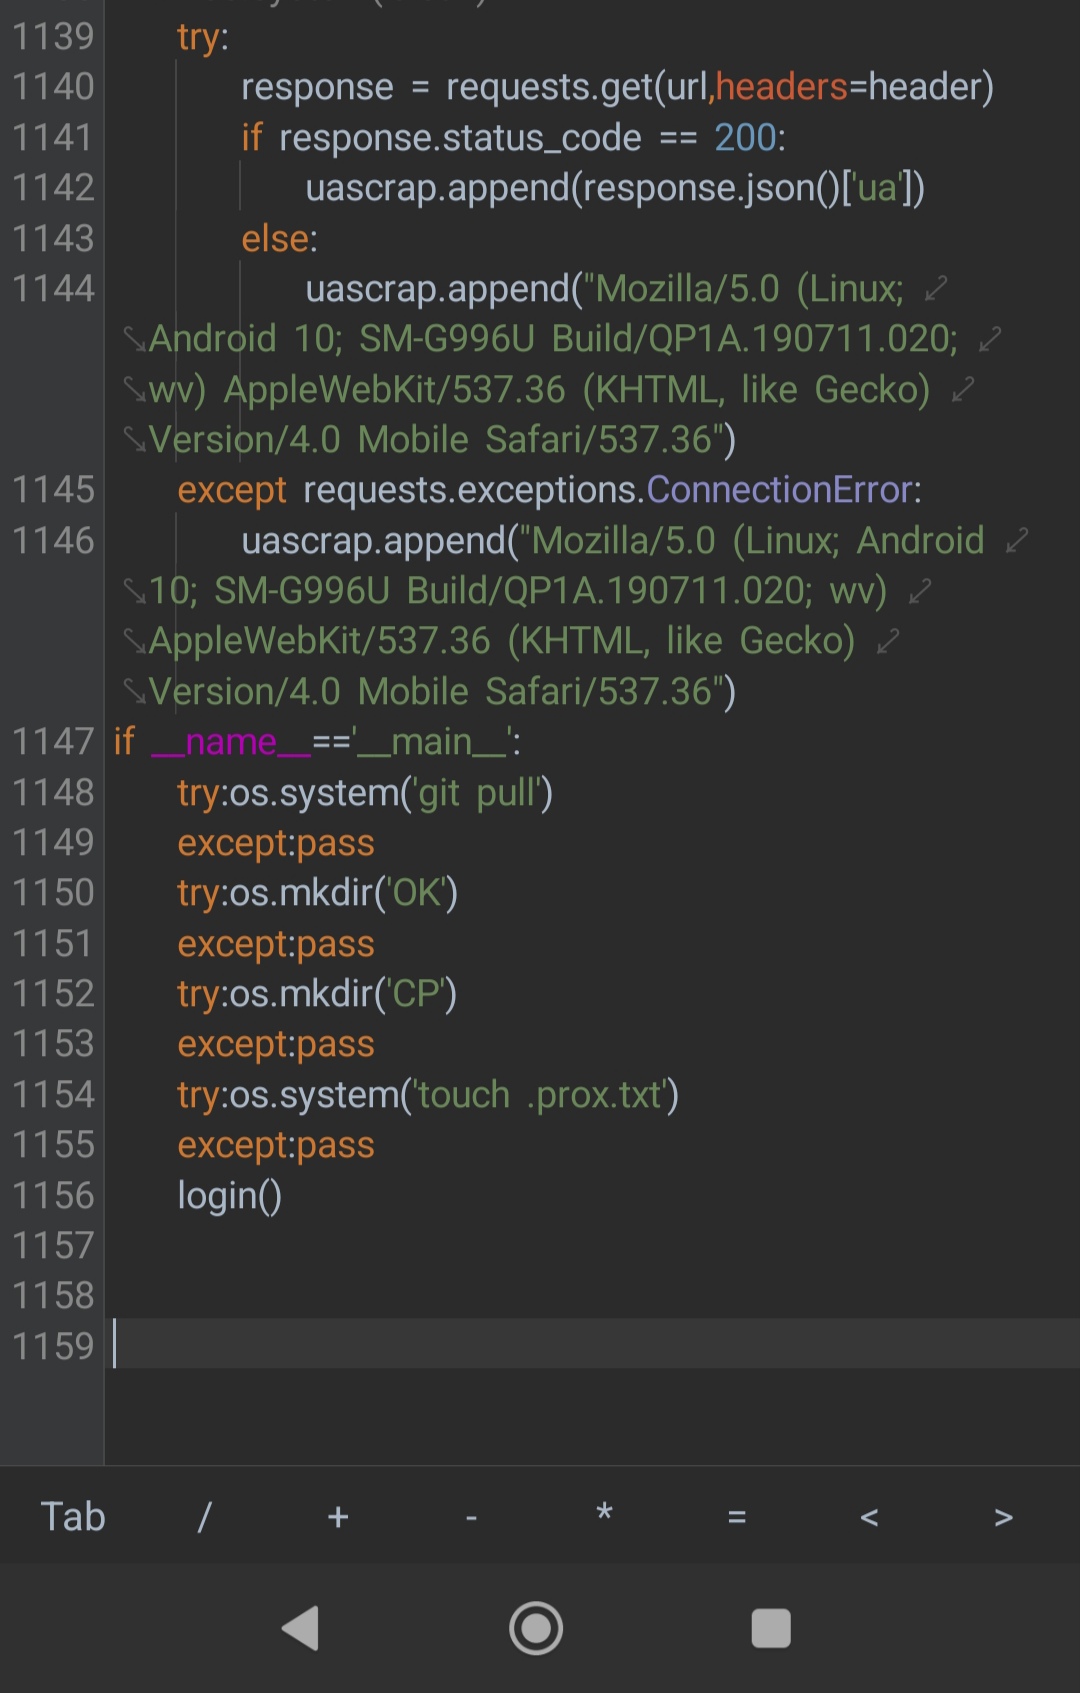 1139 try:
1140 response = requests.get(url,headers=header)
1141 if response.status_code == 200:
1142 uascrap.append(response.json()['ua'])
1143 else:
1144 uascrap.append("Mozilla/5.0 (Linux;
Android 10; SM-G996U Build/QP1A.190711.020;
wv) AppleWebKit/537.36 (KHTML, like Gecko)
Version/4.0 Mobile Safari/537.36")
1145 except requests.exceptions.ConnectionError:
1146 uascrap.append("Mozilla/5.0 (Linux; Android
10; SM-G996U Build/QP1A.190711.020; wv)
AppleWebKit/537.36 (KHTML, like Gecko)
Version/4.0 Mobile Safari/537.36")
1147 if __name__=='__main__':
1148 try:os.system('git pull')
1149 except:pass
1150 try:os.mkdir('OK')
1151 except:pass
1152 try:os.mkdir('CP')
1153 except:pass
1154 try:os.system('touch .prox.txt')
1155 except:pass
1156 login()
1157
1158
1159
Tab / + - * = < >